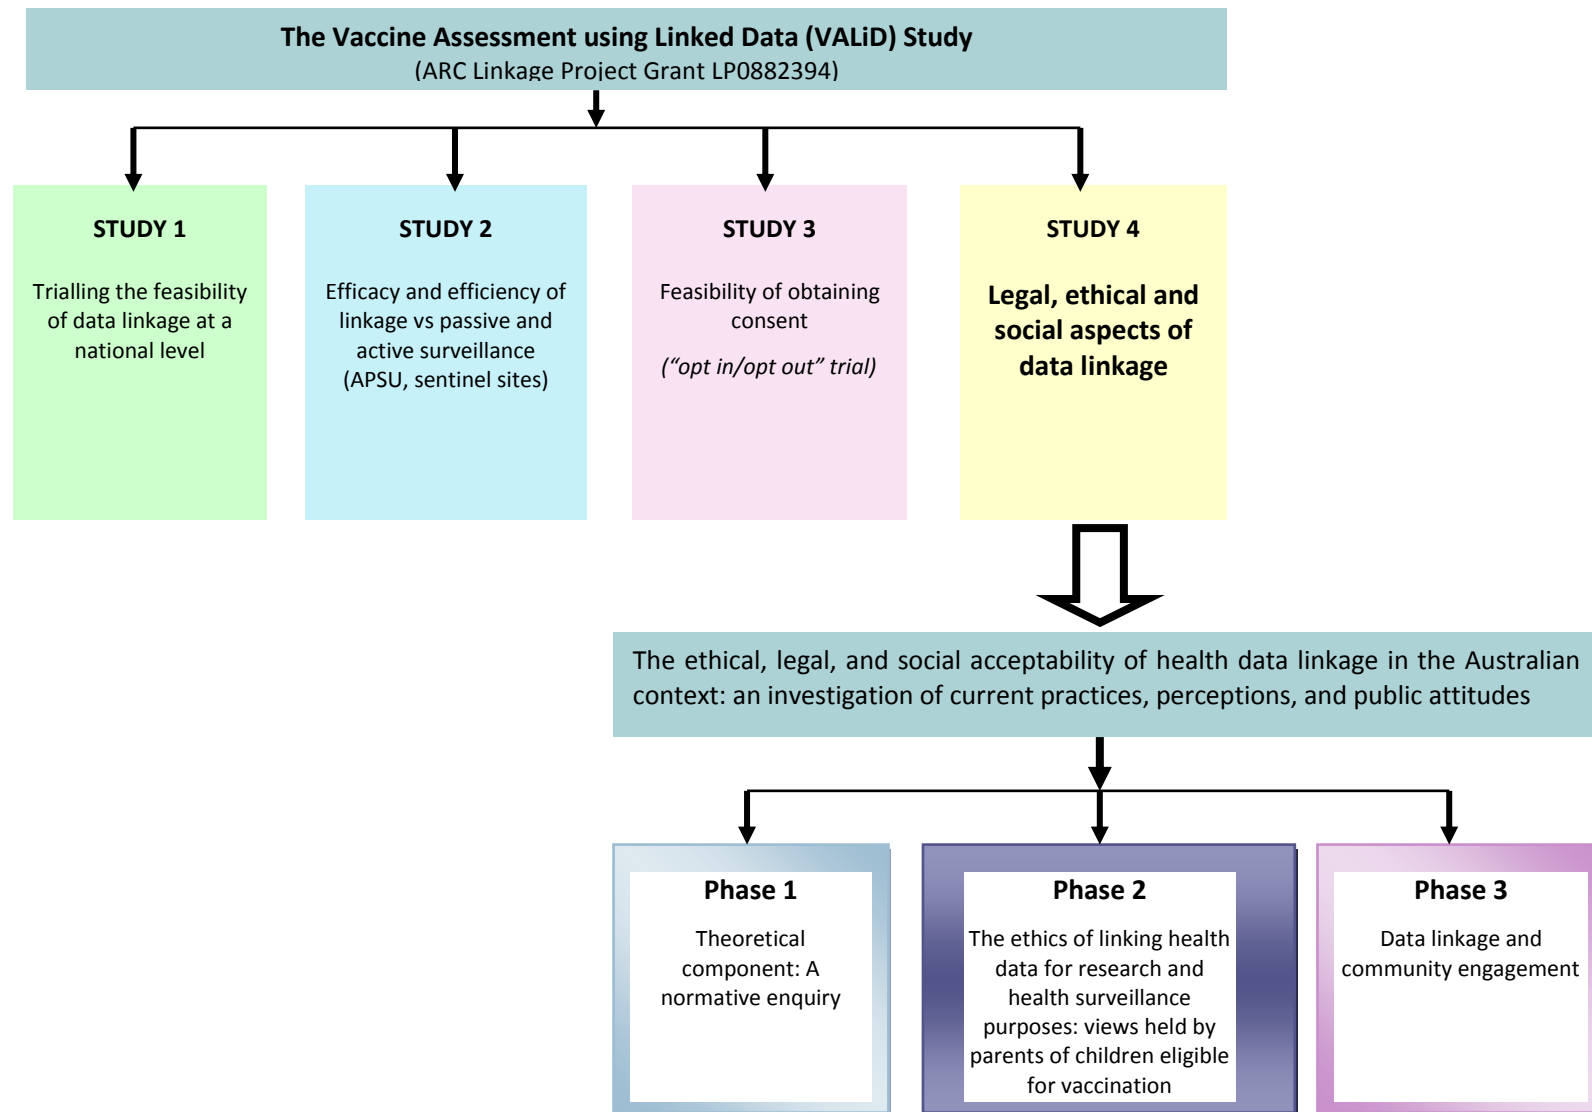 The Vaccine Assessment using Linked Data (VALiD) Study
(ARC Linkage Project Grant LP0882394)
STUDY 1
Trialling the feasibility
of data linkage at a
national level
STUDY 2
Efficacy and efficiency of
linkage vs passive and
active surveillance
(APSU, sentinel sites)
STUDY 3
Feasibility of obtaining
consent
(“opt in/opt out” trial)
STUDY 4
Legal, ethical and
social aspects of
data linkage
The ethical, legal, and social acceptability of health data linkage in the Australian
context: an investigation of current practices, perceptions, and public attitudes
Phase 1
Theoretical
component: A
normative enquiry
Phase 2
The ethics of linking health
data for research and
health surveillance
purposes: views held by
parents of children eligible
for vaccination
Phase 3
Data linkage and
community engagement